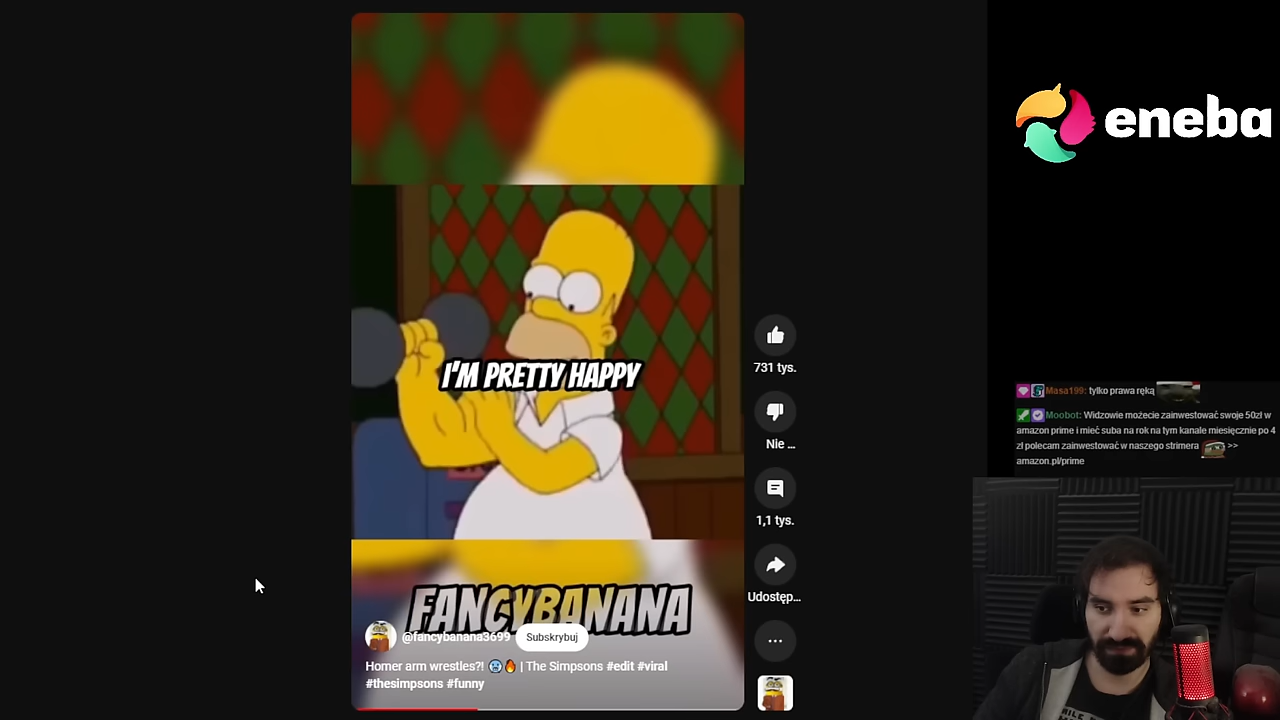 eneba
I'M PRETTY HAPPY
731 tys.
Nie ...
1,1 tys.
Udostęp...
FANCYBANANA
@fancybanana3699
Subskrybuj
Homer arm wrestles?! | The Simpsons #edit #viral
#thesimpsons #funny
Masa199: tylko prawa ręką
Moobot: Widzowie możecie zainwestować swoje 50zł w
amazon prime i mieć suba na rok na tym kanale miesięcznie po 4
zł polecam zainwestować w naszego strimera >>
amazon.pl/prime